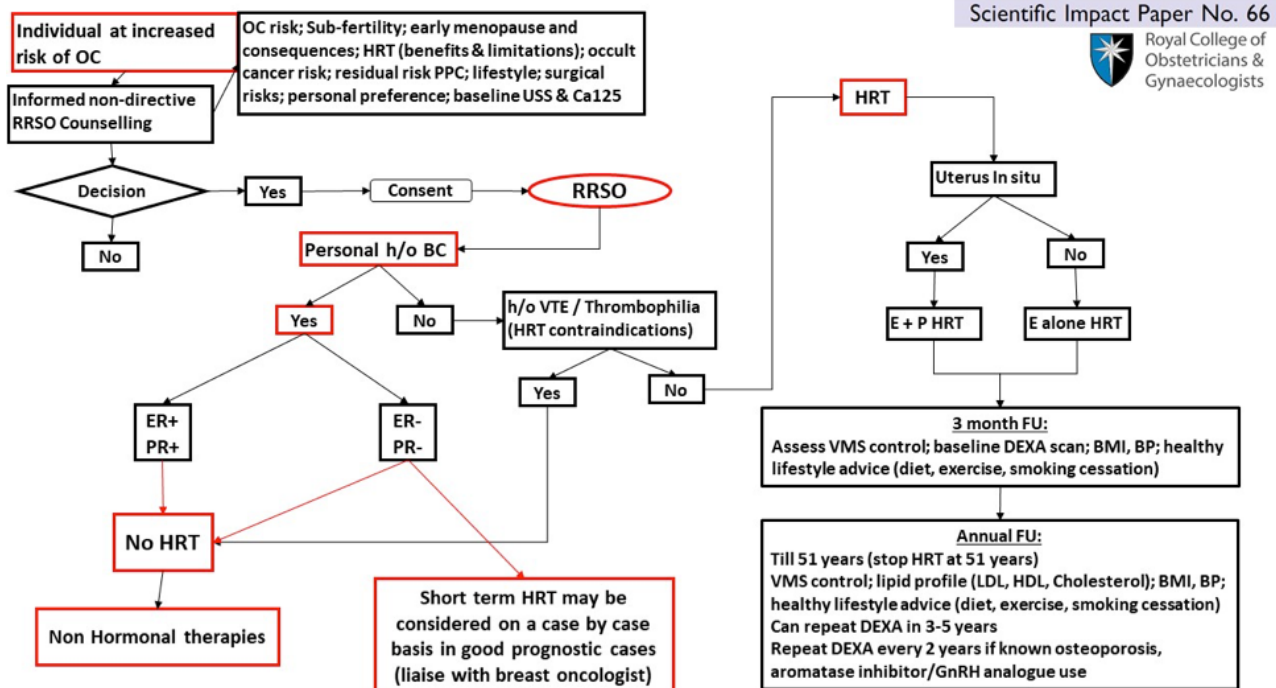 Scientific Impact Paper No. 66
Royal College of
Obstetricians &
Gynaecologists
Individual at increased
risk of OC
OC risk; Sub-fertility; early menopause and
consequences; HRT (benefits & limitations); occult
cancer risk; residual risk PPC; lifestyle; surgical
risks; personal preference; baseline USS & Ca125
Informed non-directive
RRSO Counselling
Decision
Yes
Consent
RRSO
No
Personal h/o BC
Yes
No
h/o VTE / Thrombophilia
(HRT contraindications)
Yes
No
ER+
PR+
ER-
PR-
No HRT
Non Hormonal therapies
Short term HRT may be
considered on a case by case
basis in good prognostic cases
(liaise with breast oncologist)
HRT
Uterus In situ
Yes
No
E + P HRT
E alone HRT
3 month FU:
Assess VMS control; baseline DEXA scan; BMI, BP; healthy
lifestyle advice (diet, exercise, smoking cessation)
Annual FU:
Till 51 years (stop HRT at 51 years)
VMS control; lipid profile (LDL, HDL, Cholesterol); BMI, BP;
healthy lifestyle advice (diet, exercise, smoking cessation)
Can repeat DEXA in 3-5 years
Repeat DEXA every 2 years if known osteoporosis,
aromatase inhibitor/GnRH analogue use